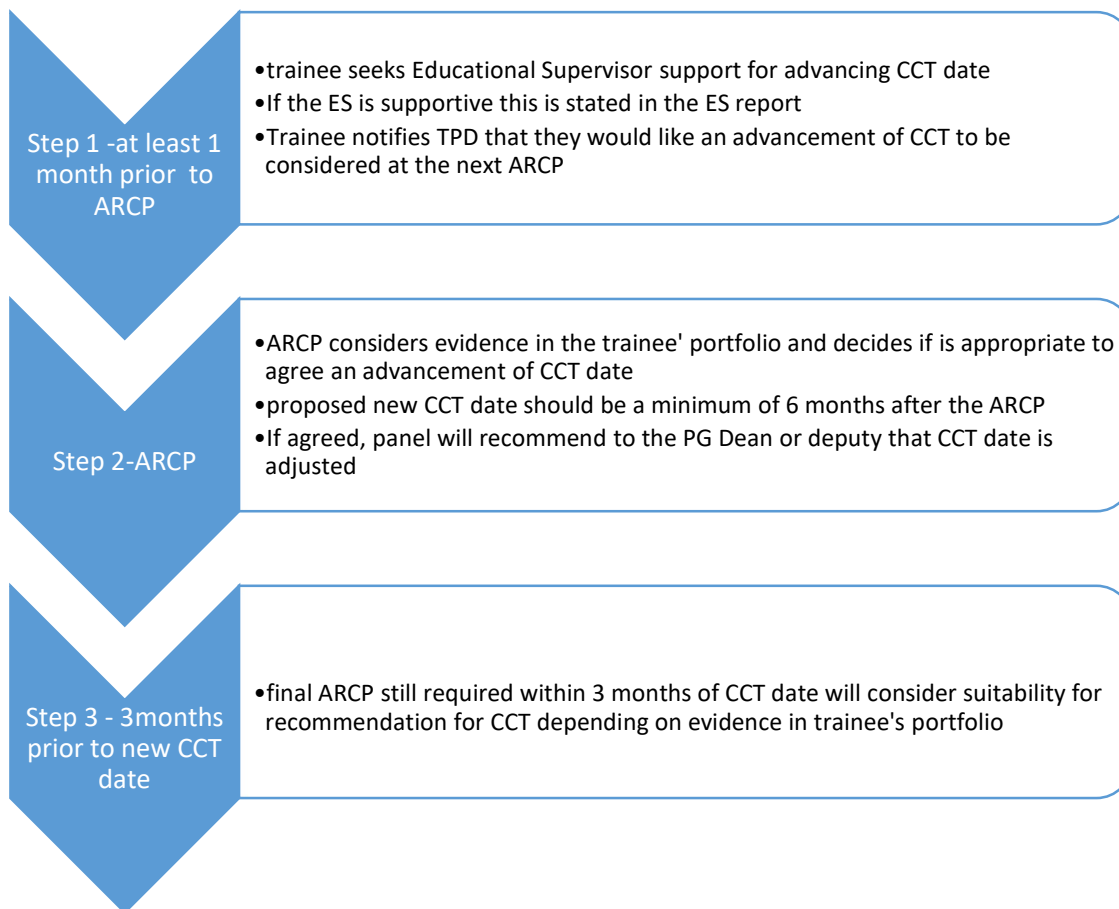 Step 1 -at least 1
month prior  to
ARCP
•trainee seeks Educational Supervisor support for advancing CCT date
•If the ES is supportive this is stated in the ES report
•Trainee notifies TPD that they would like an advancement of CCT to be
considered at the next ARCP
Step 2-ARCP
•ARCP considers evidence in the trainee' portfolio and decides if is appropriate to
agree an advancement of CCT date
•proposed new CCT date should be a minimum of 6 months after the ARCP
•If agreed, panel will recommend to the PG Dean or deputy that CCT date is
adjusted
Step 3 - 3months
prior to new CCT
date
•final ARCP still required within 3 months of CCT date will consider suitability for
recommendation for CCT depending on evidence in trainee's portfolio